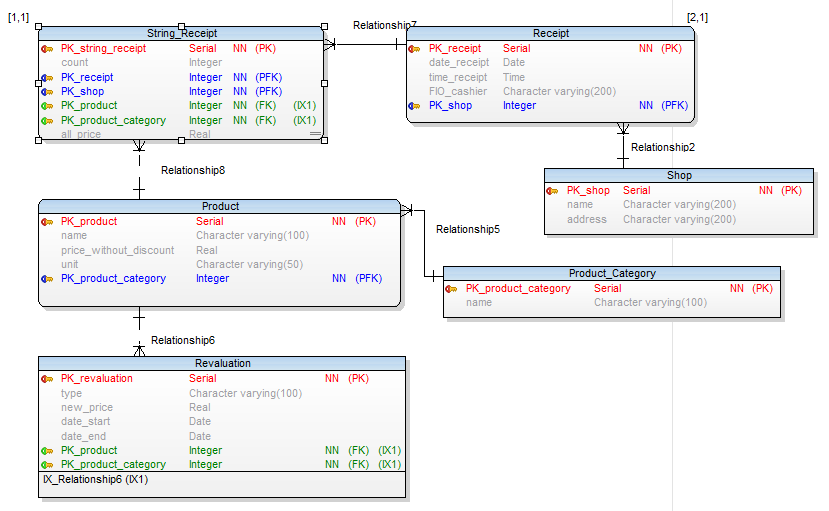 [1,1]
[2,1]
Relationship7
String_Receipt
PK_string_receipt Serial NN (PK)
count Integer
PK_receipt Integer NN (PFK)
PK_shop Integer NN (PFK)
PK_product Integer NN (FK) (IX1)
PK_product_category Integer NN (FK) (IX1)
all_price Real
Receipt
PK_receipt Serial NN (PK)
date_receipt Date
time_receipt Time
FIO_cashier Character varying(200)
PK_shop Integer NN (PFK)
Relationship2
Relationship8
Shop
PK_shop Serial NN (PK)
name Character varying(200)
address Character varying(200)
Product
PK_product Serial NN (PK)
name Character varying(100)
price_without_discount Real
unit Character varying(50)
PK_product_category Integer NN (PFK)
Relationship5
Product_Category
PK_product_category Serial NN (PK)
name Character varying(100)
Relationship6
Revaluation
PK_revaluation Serial NN (PK)
type Character varying(100)
new_price Real
date_start Date
date_end Date
PK_product Integer NN (FK) (IX1)
PK_product_category Integer NN (FK) (IX1)
IX_Relationship6 (IX1)